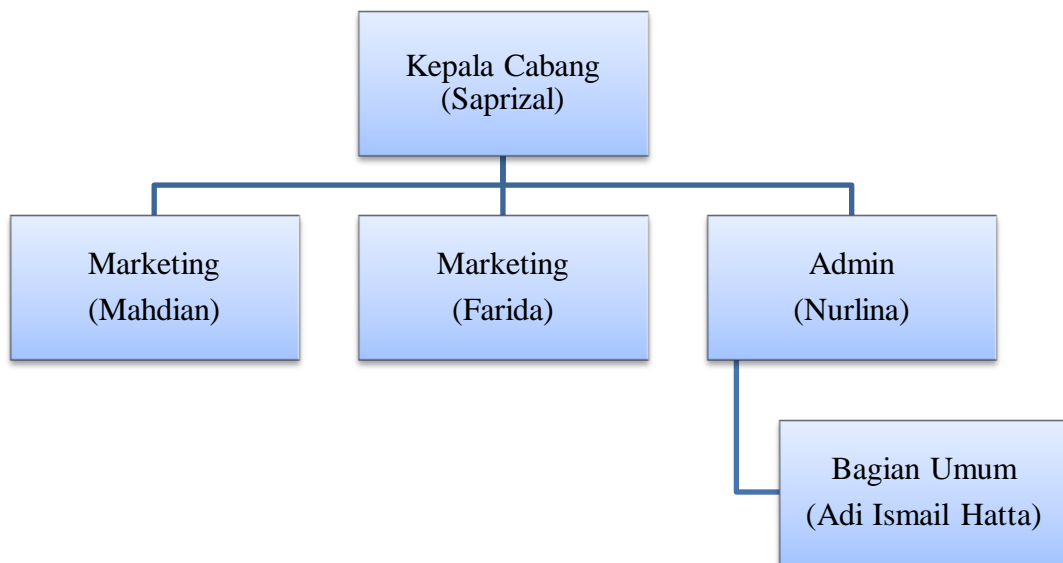 Kepala Cabang
(Saprizal)
Marketing
(Mahdian)
Marketing
(Farida)
Admin
(Nurlina)
Bagian Umum
(Adi Ismail Hatta)